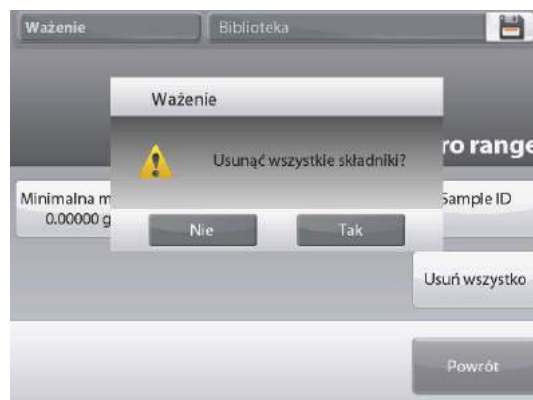 Ważenie
Biblioteka
Ważenie
Usunąć wszystkie składniki?
Nie
Tak
ro range
Minimalna m
0.00000 g
Sample ID
Usuń wszystko
Powrót